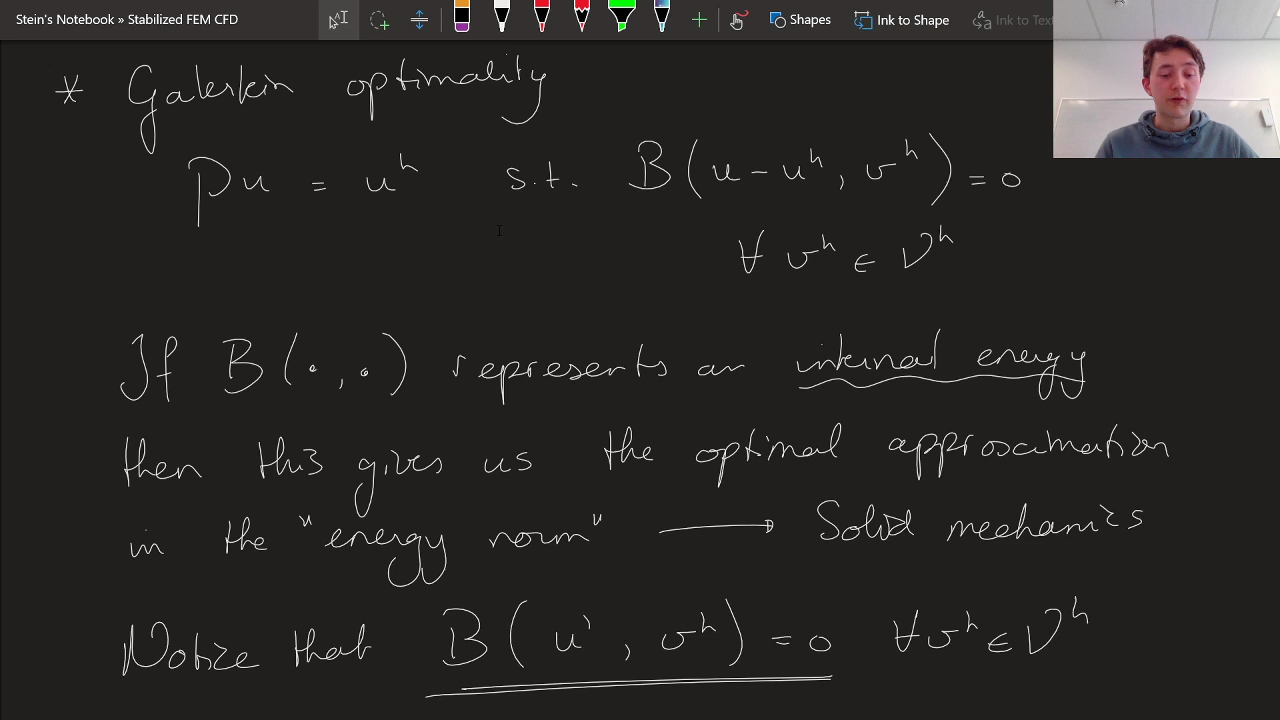 Stein's Notebook » Stabilized FEM CFD
Shapes
Ink to Shape
Ink to Text
* Galerkin optimality
Pu = u^h s.t. B(u - u^h, v^h) = 0
∀ v^h ∈ V^h
If B(·,·) represents an internal energy
then this gives us the optimal approximation
in the "energy norm" → Solid mechanics
Notice that B(u', v^h) = 0 ∀v^h ∈ V^h